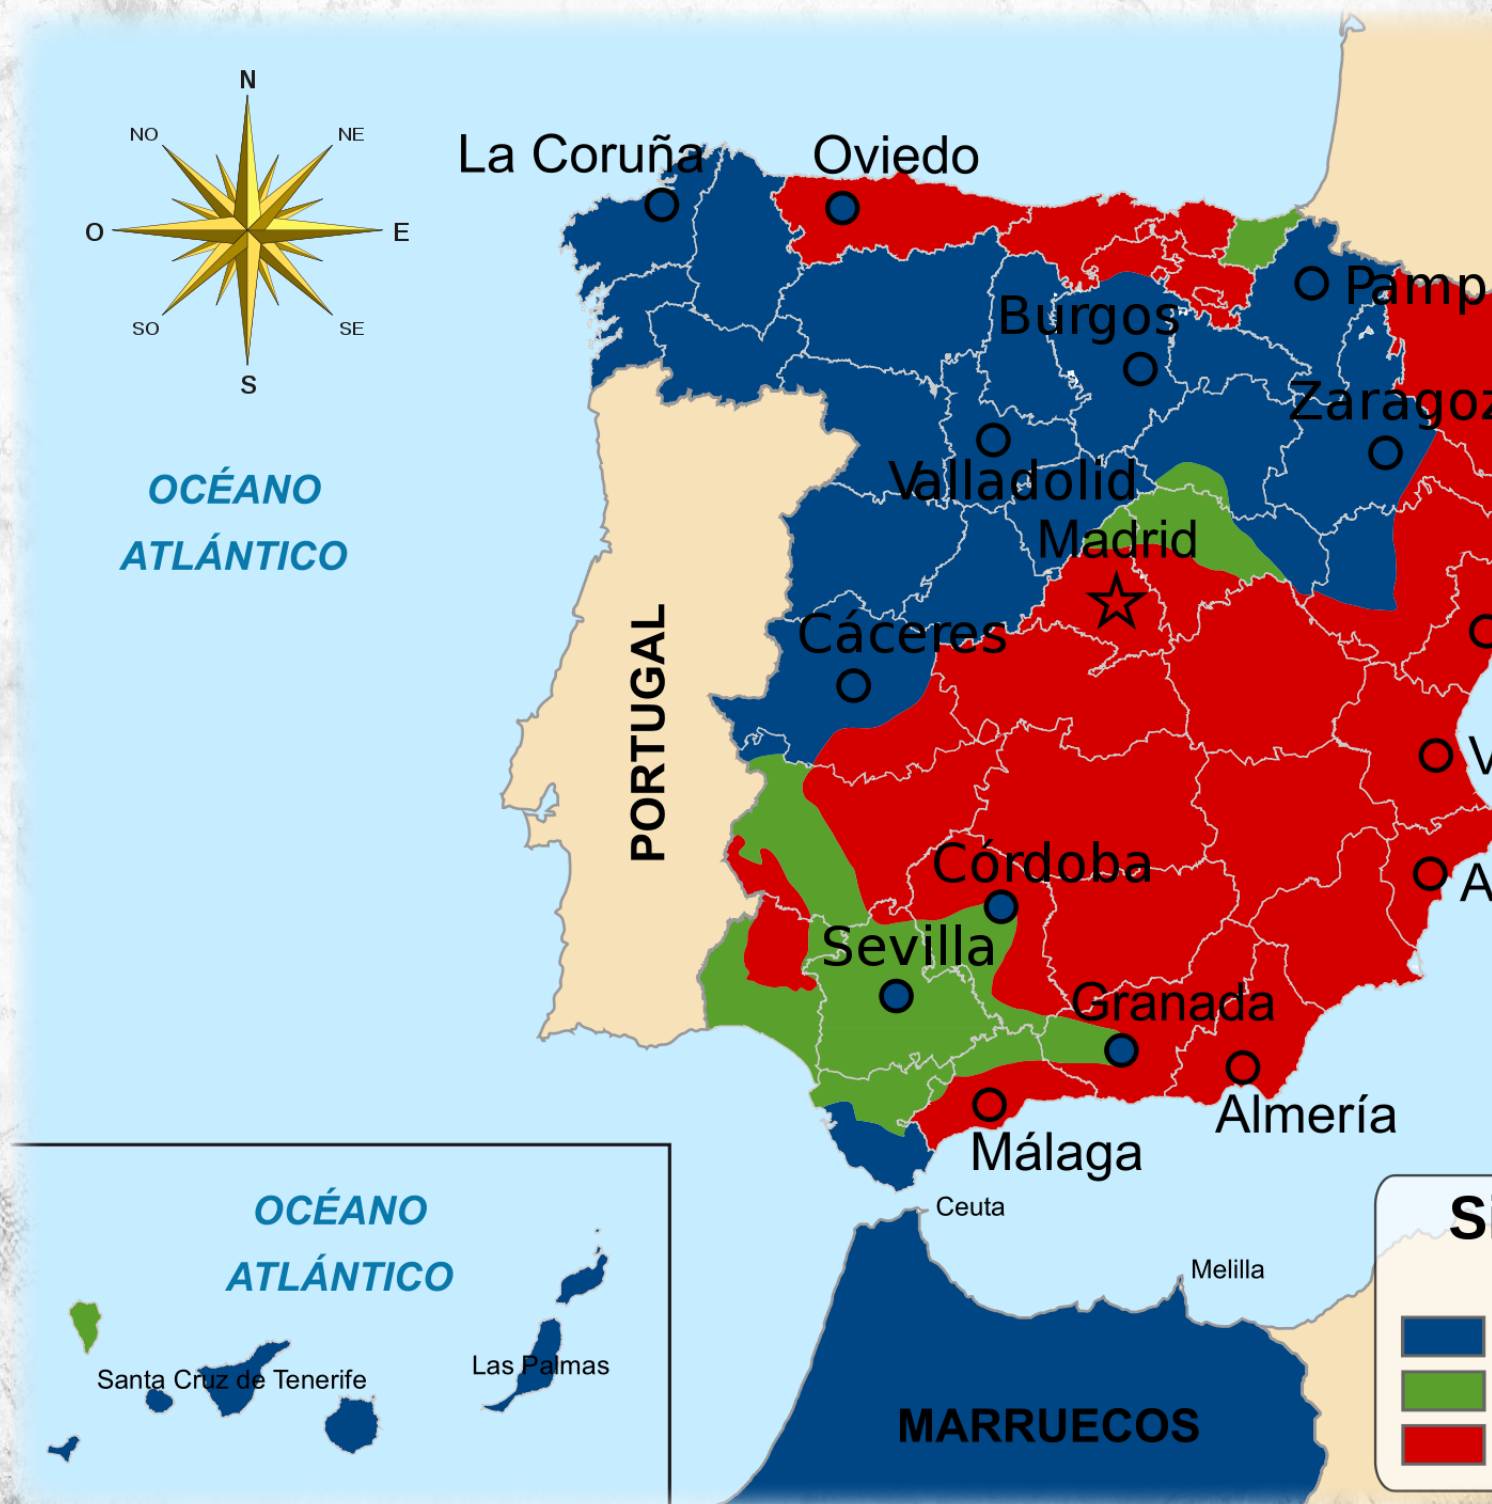 N
NO
NE
O
E
SO
SE
S
La Coruña
Oviedo
Pamp
Burgos
Zaragoz
Valladolid
OCÉANO
ATLÁNTICO
Madrid
PORTUGAL
Cáceres
V
Córdoba
A
Sevilla
Granada
Almería
Málaga
Ceuta
Si
OCÉANO
ATLÁNTICO
Melilla
Las Palmas
Santa Cruz de Tenerife
MARRUECOS